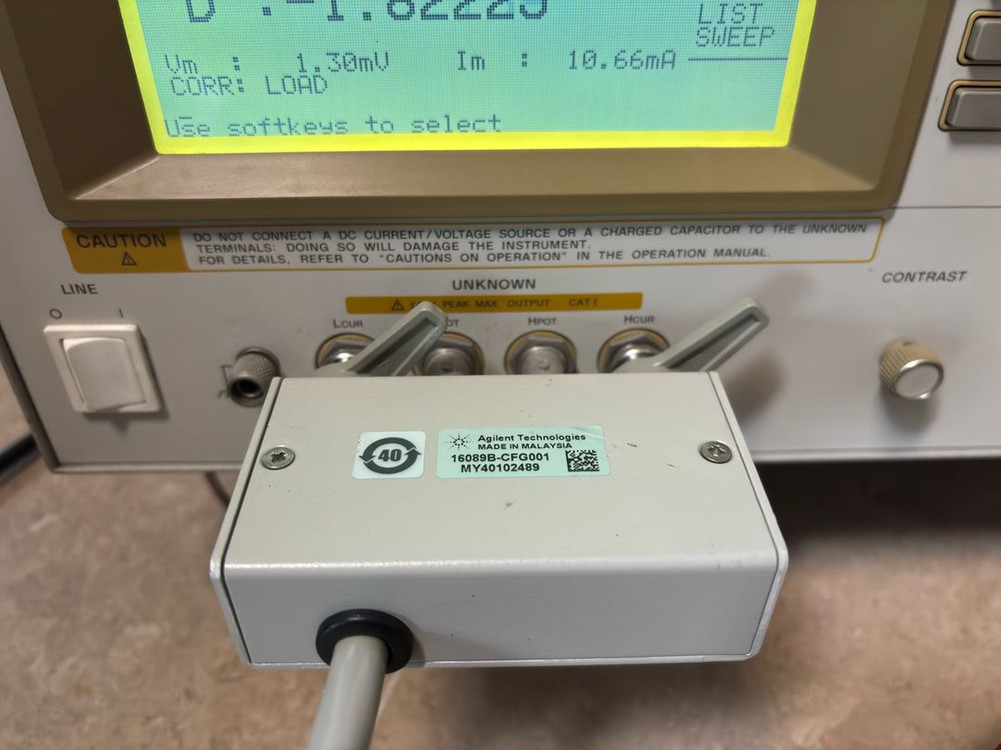 D :-1.82225
LIST
SWEEP
Vm : 1.30mV Im : 10.66mA
CORR: LOAD
Use softkeys to select
CAUTION
DO NOT CONNECT A DC CURRENT/VOLTAGE SOURCE OR A CHARGED CAPACITOR TO THE UNKNOWN
TERMINALS: DOING SO WILL DAMAGE THE INSTRUMENT.
FOR DETAILS, REFER TO "CAUTIONS ON OPERATION" IN THE OPERATION MANUAL.
CONTRAST
LINE
UNKNOWN
PEAK MAX OUTPUT CAT I
O I
LCUR HPOT HCUR
40
Agilent Technologies
MADE IN MALAYSIA
16089B-CFG001
MY40102489